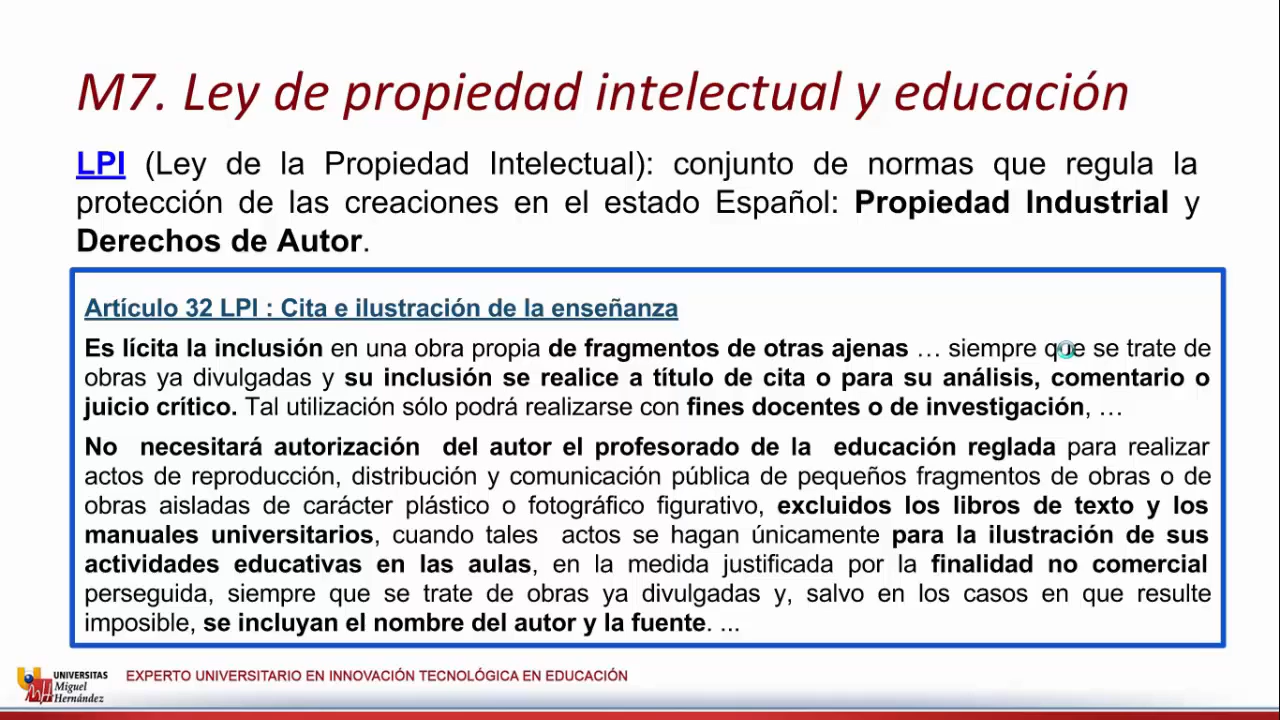 M7. Ley de propiedad intelectual y educación
LPI (Ley de la Propiedad Intelectual): conjunto de normas que regula la
protección de las creaciones en el estado Español: Propiedad Industrial y
Derechos de Autor.
Artículo 32 LPI : Cita e ilustración de la enseñanza
Es lícita la inclusión en una obra propia de fragmentos de otras ajenas … siempre que se trate de
obras ya divulgadas y su inclusión se realice a título de cita o para su análisis, comentario o
juicio crítico. Tal utilización sólo podrá realizarse con fines docentes o de investigación, …
No necesitará autorización del autor el profesorado de la educación reglada para realizar
actos de reproducción, distribución y comunicación pública de pequeños fragmentos de obras o de
obras aisladas de carácter plástico o fotográfico figurativo, excluidos los libros de texto y los
manuales universitarios, cuando tales actos se hagan únicamente para la ilustración de sus
actividades educativas en las aulas, en la medida justificada por la finalidad no comercial
perseguida, siempre que se trate de obras ya divulgadas y, salvo en los casos en que resulte
imposible, se incluyan el nombre del autor y la fuente. ...
UNIVERSITAS
Miguel
Hernández
EXPERTO UNIVERSITARIO EN INNOVACIÓN TECNOLÓGICA EN EDUCACIÓN